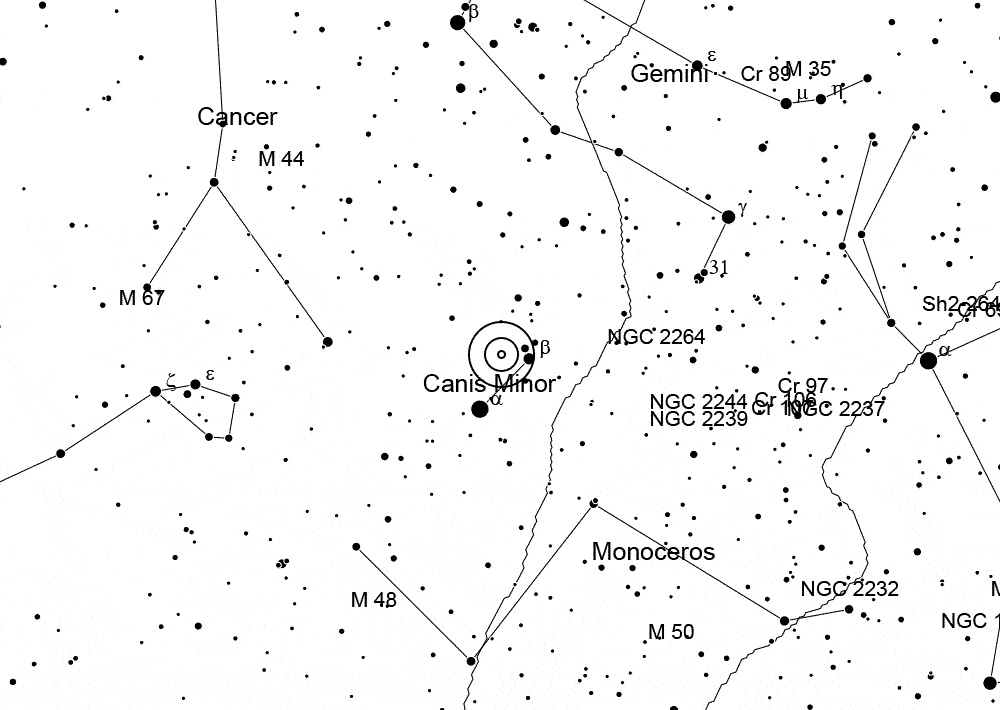 β
ε
Gemini
Cr 89
M 35
μ
η
Cancer
M 44
γ
31
M 67
Sh2-264
NGC 2264
β
α
ζ
ε
Canis Minor
α
Cr 97
NGC 2244
Cr 106
NGC 2237
NGC 2239
Monoceros
NGC 2232
M 48
M 50
NGC 1